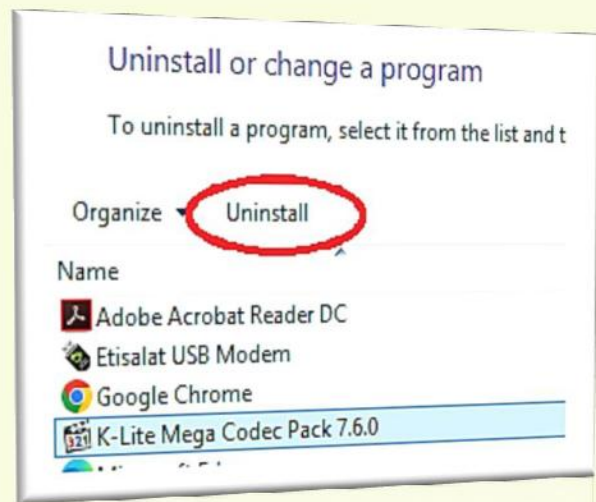 Uninstall or change a program
To uninstall a program, select it from the list and t
Organize Uninstall
Name
Adobe Acrobat Reader DC
Etisalat USB Modem
Google Chrome
321 K-Lite Mega Codec Pack 7.6.0